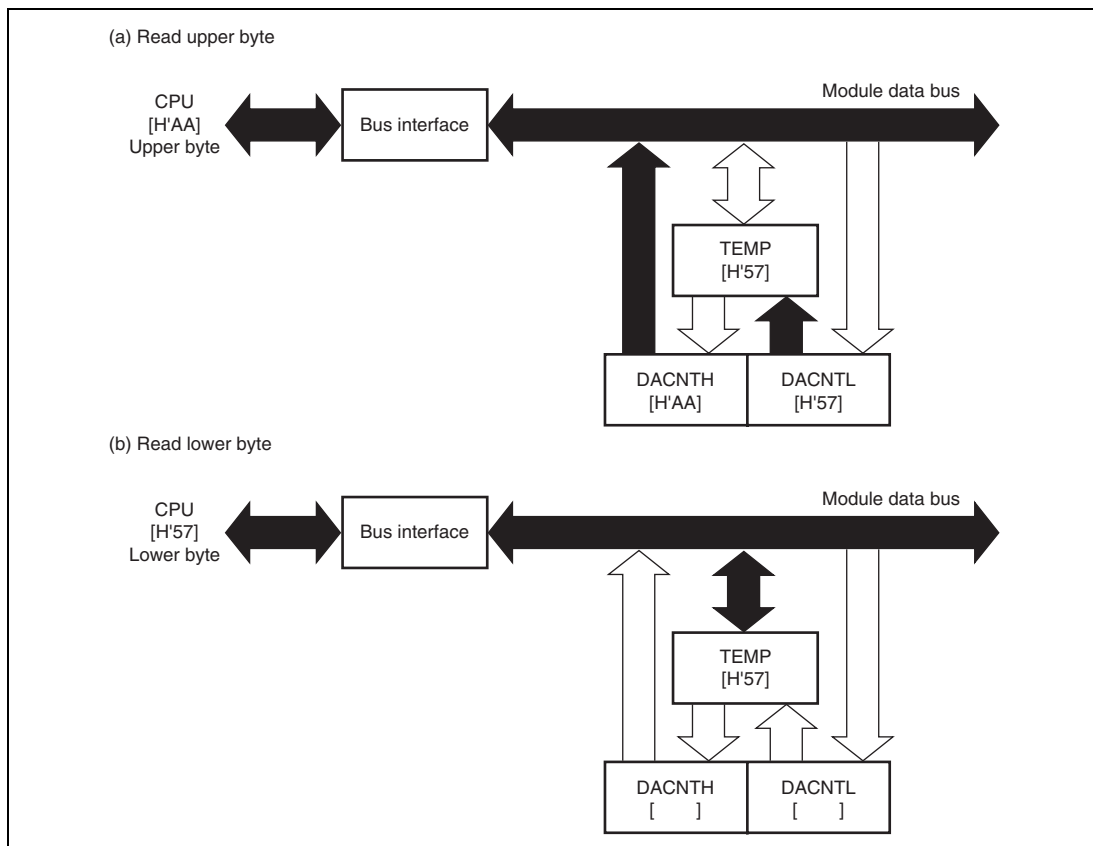 (a) Read upper byte
CPU
[H'AA]
Upper byte
Bus interface
Module data bus
TEMP
[H'57]
DACNTH
[H'AA]
DACNTL
[H'57]
(b) Read lower byte
CPU
[H'57]
Lower byte
Bus interface
Module data bus
TEMP
[H'57]
DACNTH
[ ]
DACNTL
[ ]